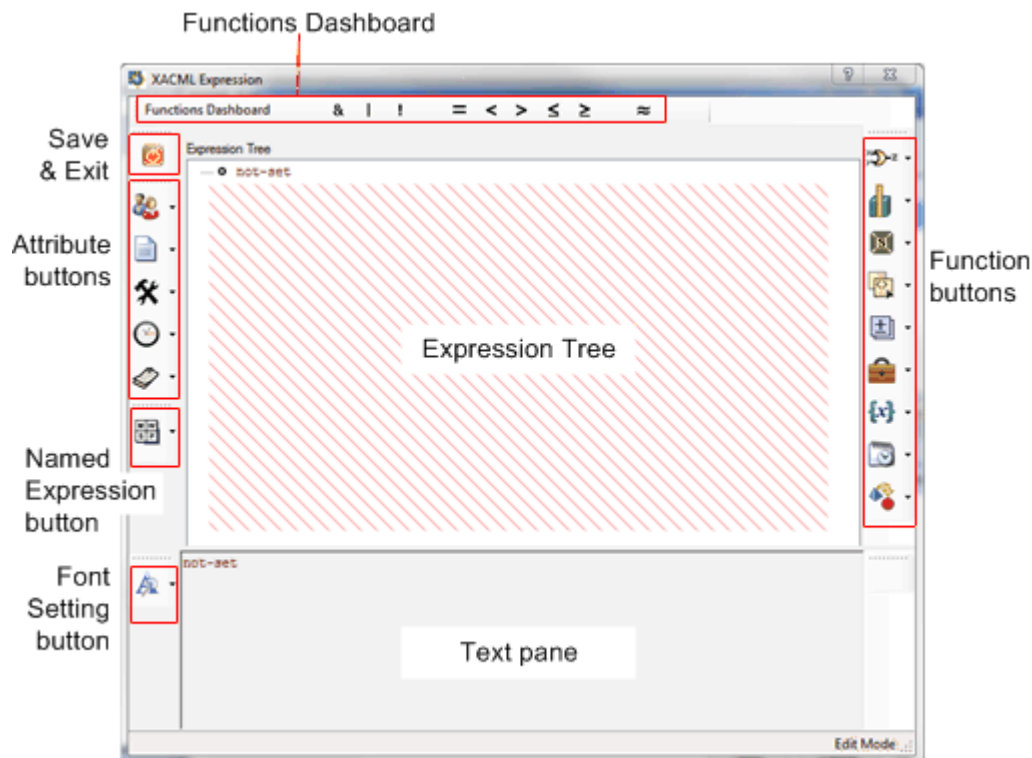 Functions Dashboard
XACML Expression
Functions Dashboard & | ! = < > ≤ ≥ ≈
Save
& Exit
Expression Tree
not-set
Attribute
buttons
Function
buttons
Expression Tree
Named
Expression
button
not-set
Font
Setting
button
Text pane
Edit Mode